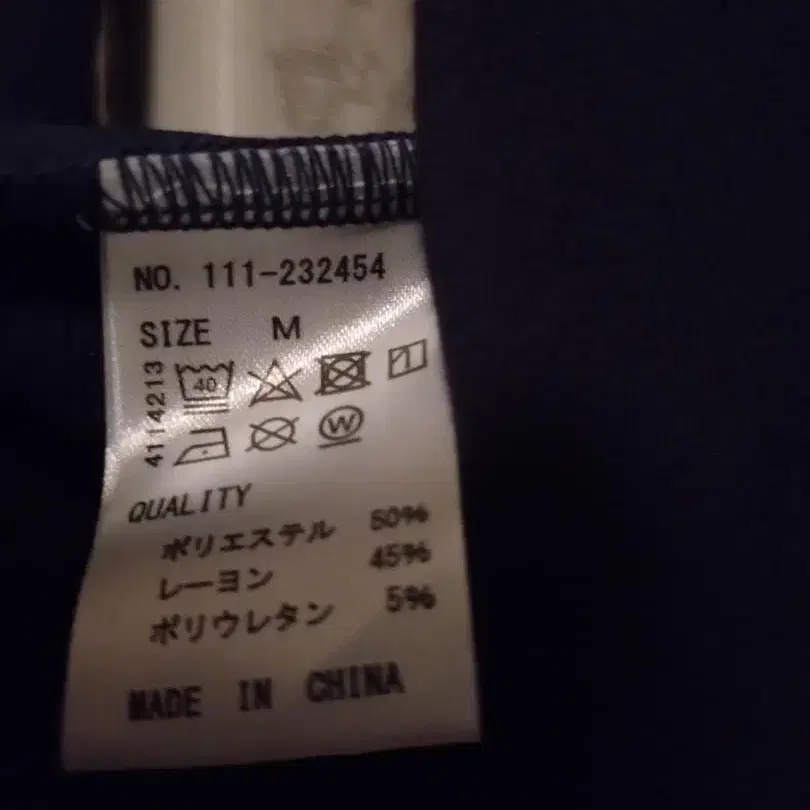 NO. 111-232454
SIZE M
4114213
40
W
QUALITY
ポリエステル 50%
レーヨン 45%
ポリウレタン 5%
MADE IN CHINA